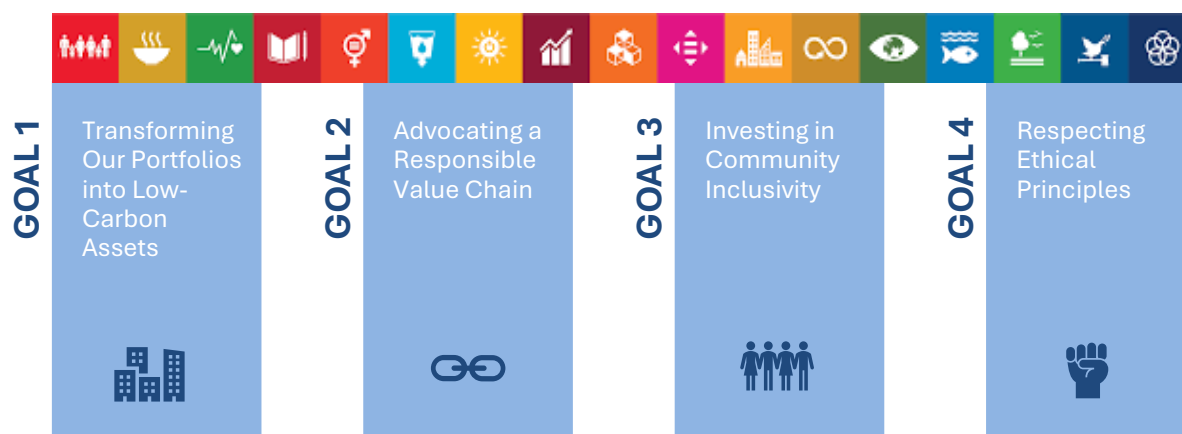 GOAL 1
Transforming
Our Portfolios
into Low-
Carbon
Assets
GOAL 2
Advocating a
Responsible
Value Chain
GOAL 3
Investing in
Community
Inclusivity
GOAL 4
Respecting
Ethical
Principles